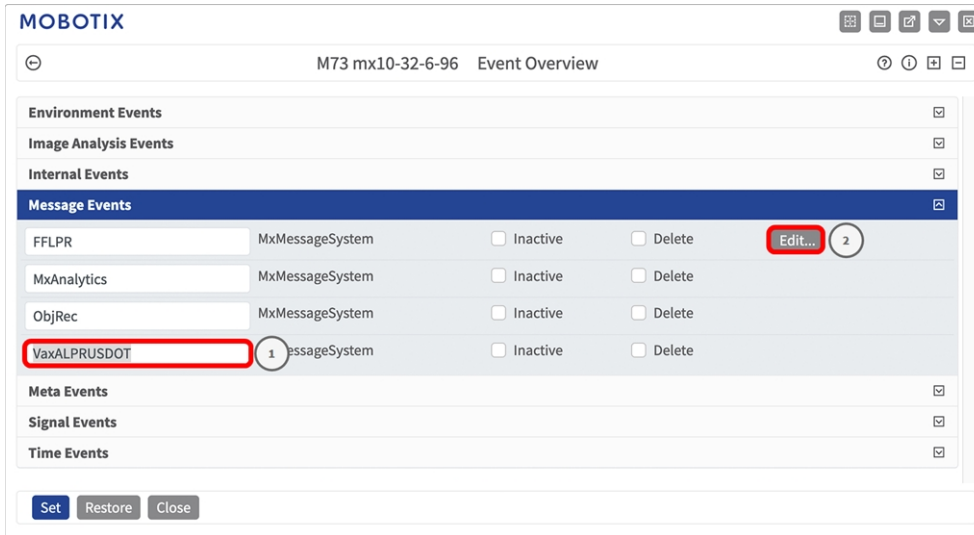 MOBOTIX
M73 mx10-32-6-96 Event Overview
Environment Events
Image Analysis Events
Internal Events
Message Events
FFLPR MxMessageSystem Inactive Delete Edit... 2
MxAnalytics MxMessageSystem Inactive Delete
ObjRec MxMessageSystem Inactive Delete
VaxALPRUSDOT 1 essageSystem Inactive Delete
Meta Events
Signal Events
Time Events
Set Restore Close